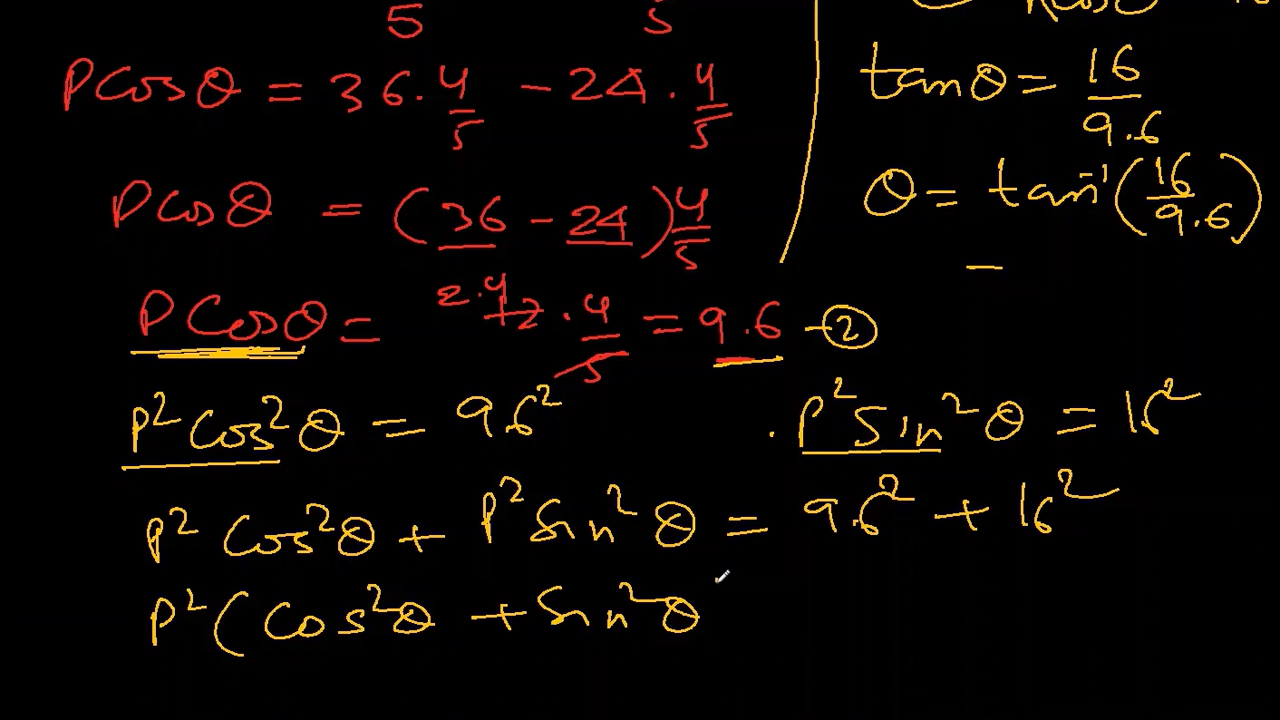 5 5
PCosθ = 36.4/5 - 24.4/5
PCosθ = (36 - 24)4/5
PCosθ = 12.4/5 = 9.6 - 2
2.4
P²Cos²θ = 9.6²
P²Sin²θ = 16²
P²Cos²θ + P²Sin²θ = 9.6² + 16²
P²(Cos²θ + Sin²θ
tanθ = 16/9.6
θ = tan⁻¹(16/9.6)